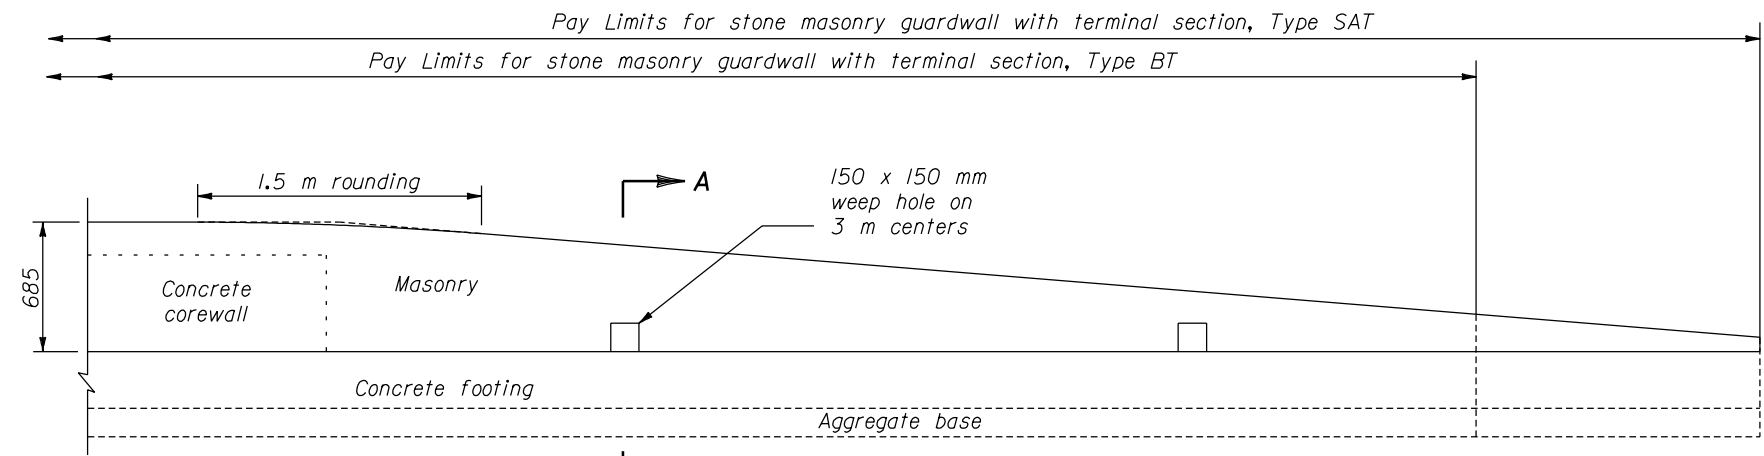 Pay Limits for stone masonry guardwall with terminal section, Type SAT
Pay Limits for stone masonry guardwall with terminal section, Type BT
1.5 m rounding
A
150 x 150 mm
weep hole on
3 m centers
685
Concrete
corewall
Masonry
Concrete footing
Aggregate base